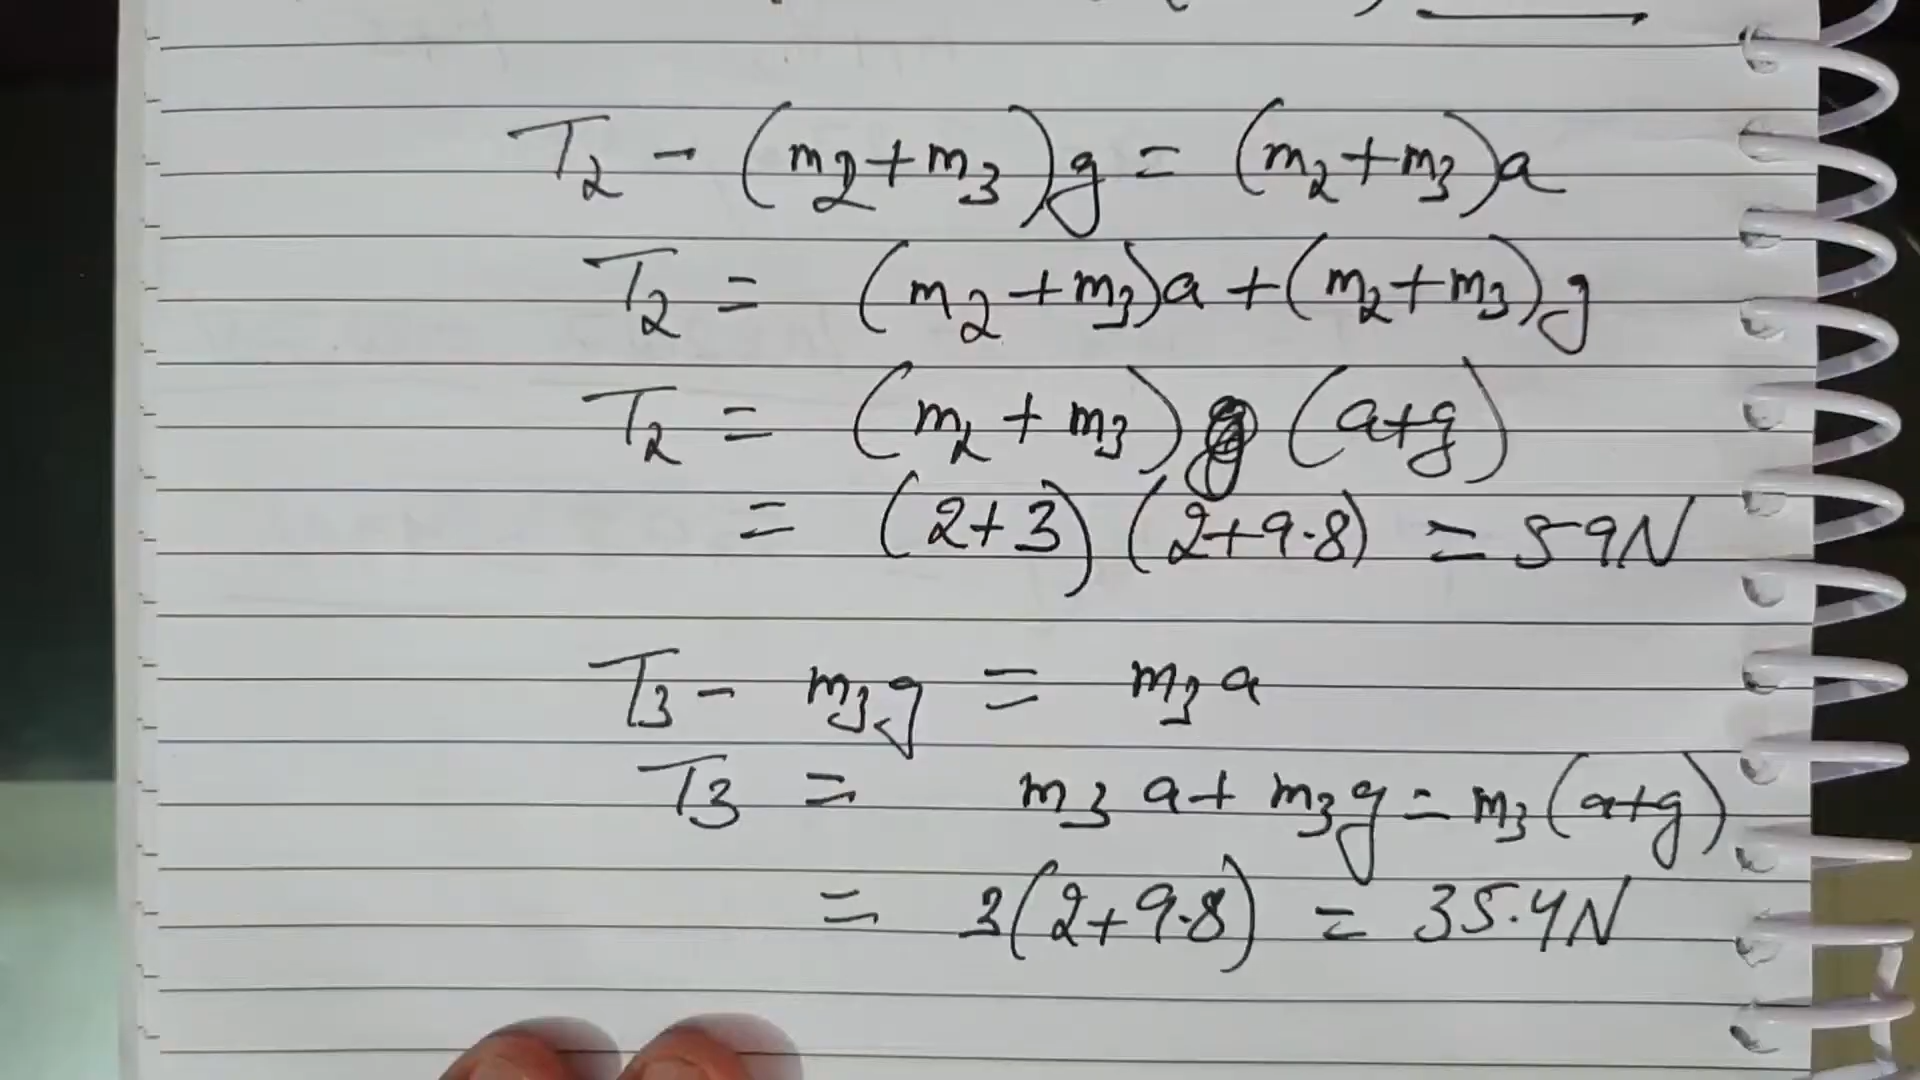 T₂ - (m₂+m₃)g = (m₂+m₃)a
T₂ = (m₂+m₃)a+(m₂+m₃)g
T₂ = (m₂+m₃) (a+g)
= (2+3) (2+9.8) = 59N
T₃ - m₃g = m₃a
T₃ = m₃a+m₃g = m₃(a+g)
= 3(2+9.8) = 35.4N